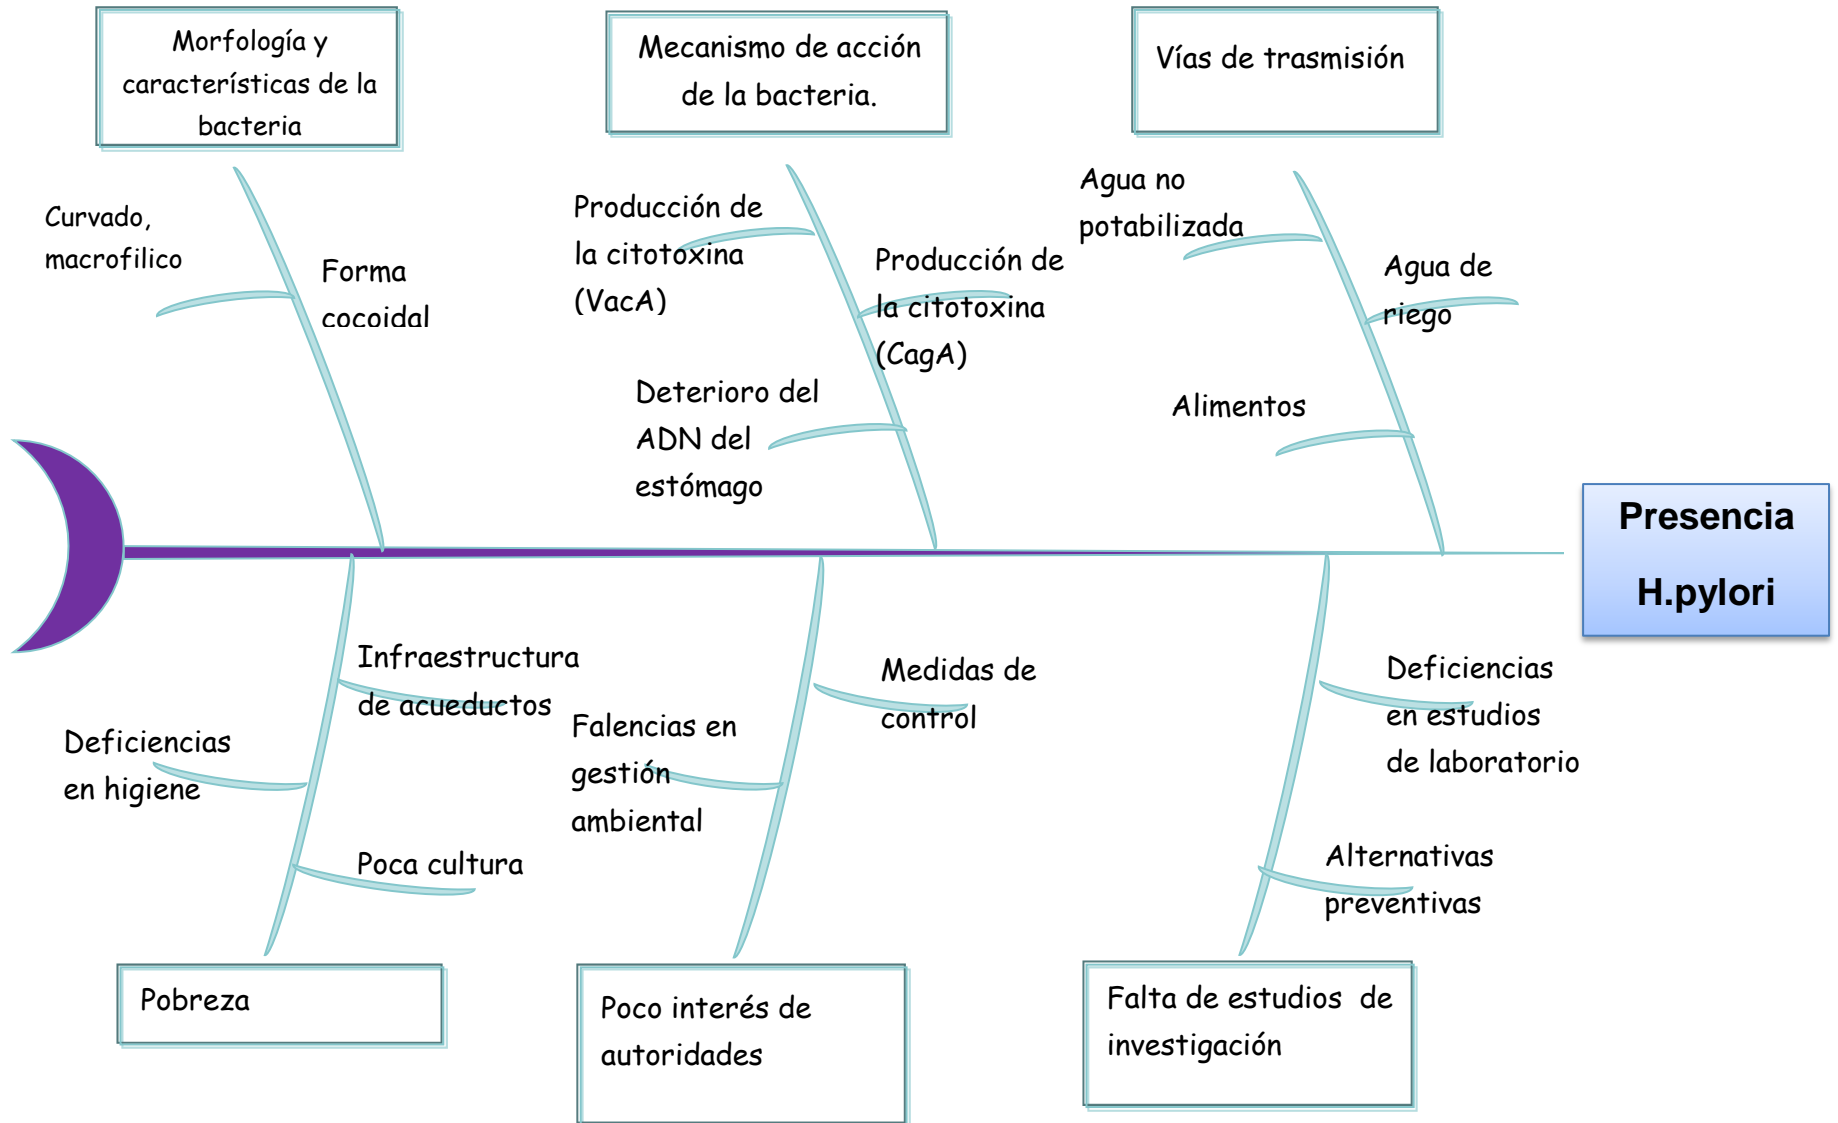 Morfología y
características de la
bacteria
Mecanismo de acción
de la bacteria.
Vías de trasmisión
Curvado,
macrofilico
Forma
cocoidal
Producción de
la citotoxina
(VacA)
Producción de
la citotoxina
(CagA)
Deterioro del
ADN del
estómago
Agua no
potabilizada
Agua de
riego
Alimentos
Presencia
H.pylori
Infraestructura
de acueductos
Deficiencias
en higiene
Poca cultura
Medidas de
control
Falencias en
gestión
ambiental
Deficiencias
en estudios
de laboratorio
Alternativas
preventivas
Pobreza
Poco interés de
autoridades
Falta de estudios  de
investigación